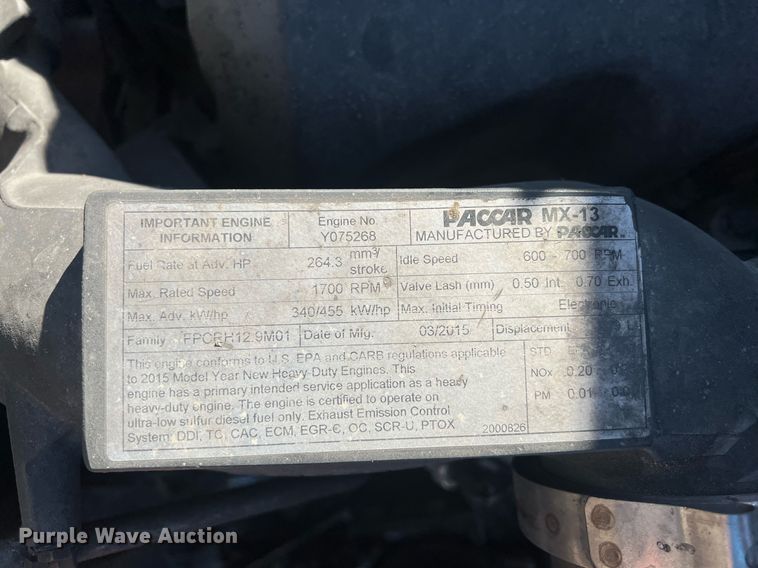 IMPORTANT ENGINE
INFORMATION
Engine No.
Y075268
PACCAR MX-13
MANUFACTURED BY PACCAR.
Fuel Rate at Adv. HP 264.3 mm³/
stroke
Idle Speed 600 - 700 RPM
Max. Rated Speed 1700 RPM
Valve Lash (mm) 0.50 Int. 0.70 Exh.
Max. Adv. kW/hp 340/455 kW/hp
Max. Initial Timing Electronic
Family FPCRH12.9M01
Date of Mfg. 03/2015
Displacement
This engine conforms to U.S. EPA and CARB regulations applicable
to 2015 Model Year New Heavy-Duty Engines. This
engine has a primary intended service application as a heavy
heavy-duty engine. The engine is certified to operate on
ultra-low sulfur diesel fuel only. Exhaust Emission Control
System: DDI, TC, CAC, ECM, EGR-C, OC, SCR-U, PTOX
2000826
STD
NOx 0.20
PM 0.01
Purple Wave Auction